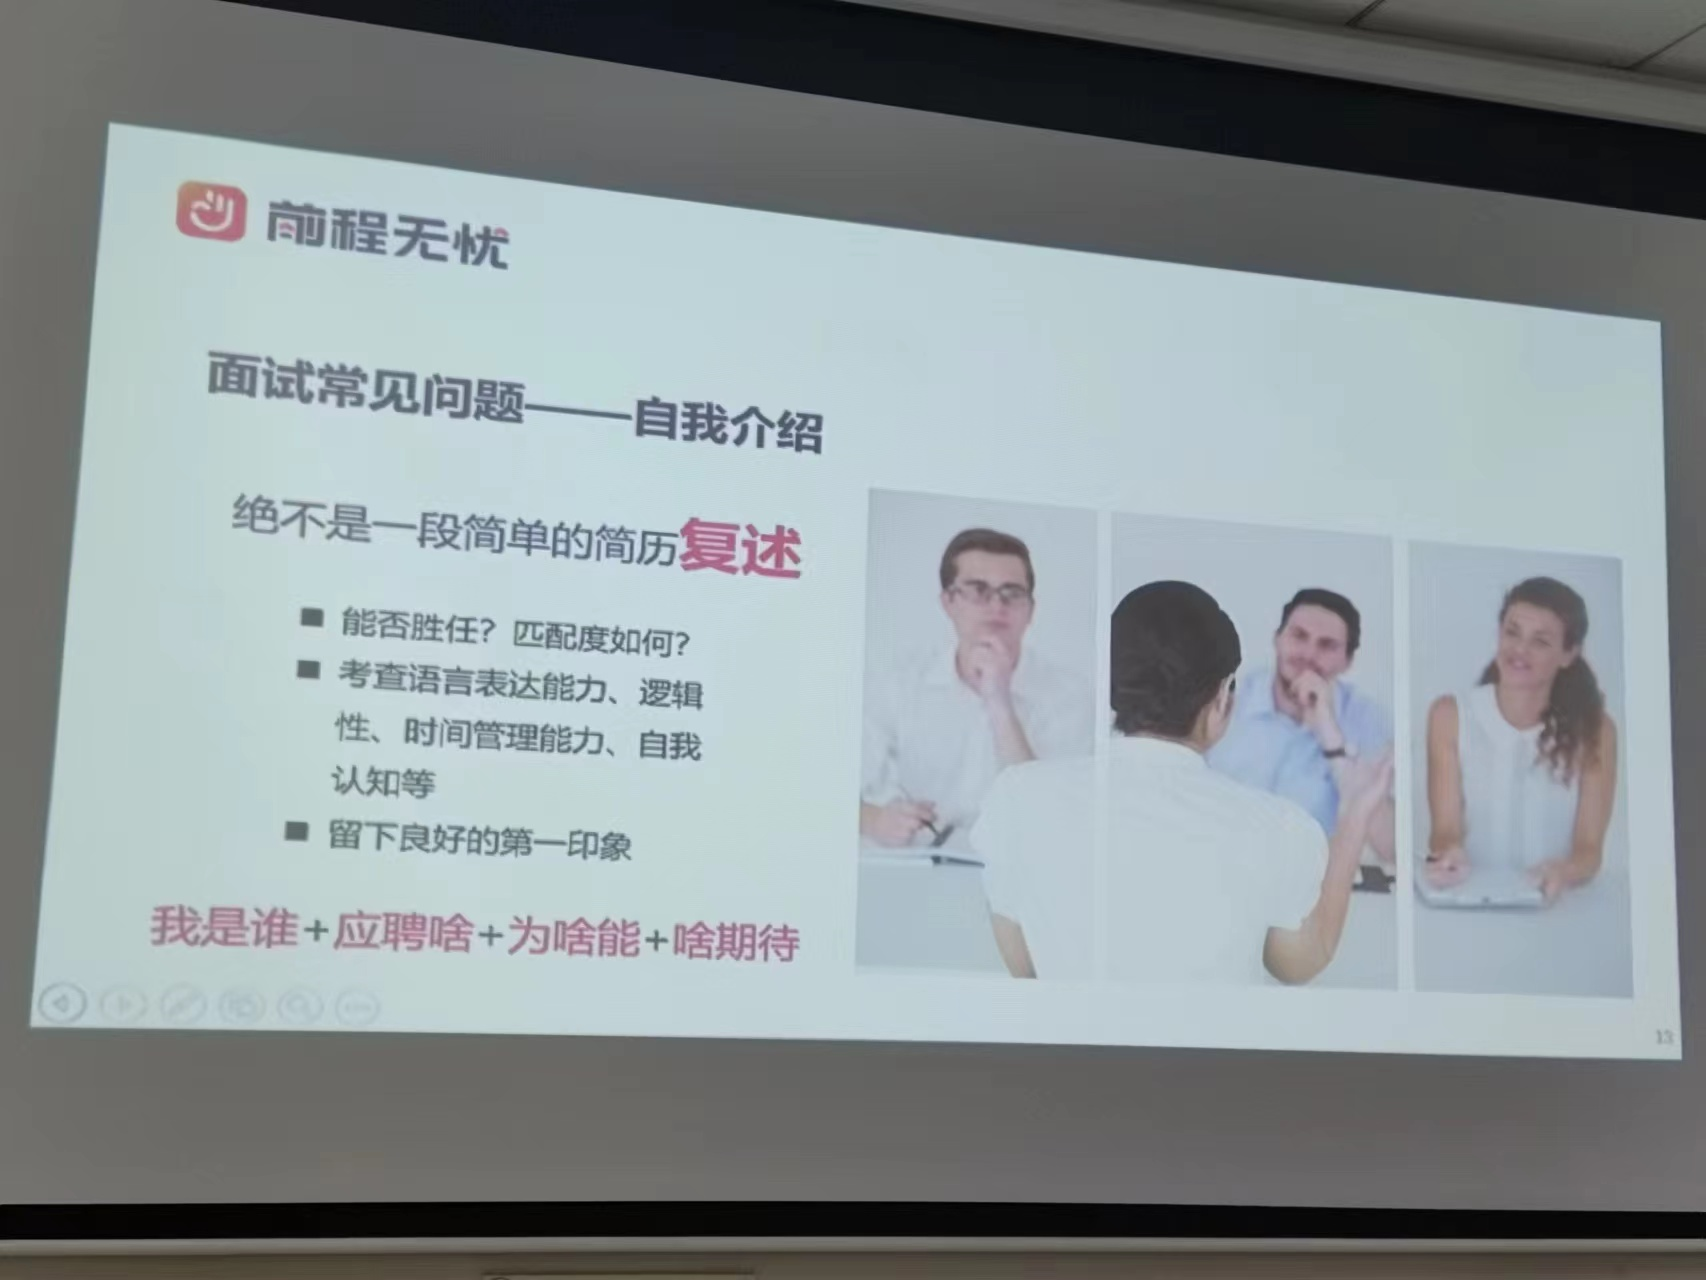 前程无忧
面试常见问题——自我介绍
绝不是一段简单的简历复述
■ 能否胜任？匹配度如何？
■ 考查语言表达能力、逻辑
性、时间管理能力、自我
认知等
■ 留下良好的第一印象
我是谁+应聘啥+为啥能+啥期待
13